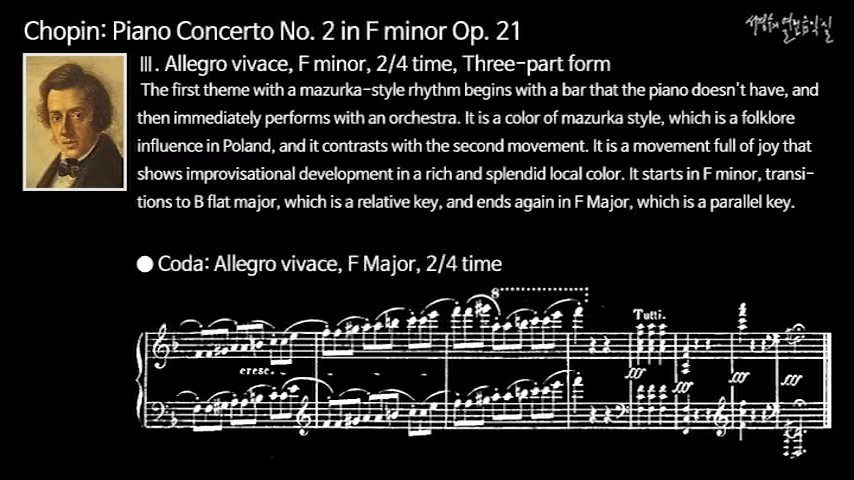 Chopin: Piano Concerto No. 2 in F minor Op. 21
Ⅲ. Allegro vivace, F minor, 2/4 time, Three-part form
The first theme with a mazurka-style rhythm begins with a bar that the piano doesn't have, and
then immediately performs with an orchestra. It is a color of mazurka style, which is a folklore
influence in Poland, and it contrasts with the second movement. It is a movement full of joy that
shows improvisational development in a rich and splendid local color. It starts in F minor, transi-
tions to B flat major, which is a relative key, and ends again in F Major, which is a parallel key.
● Coda: Allegro vivace, F Major, 2/4 time
8
Tutti.
cresc.